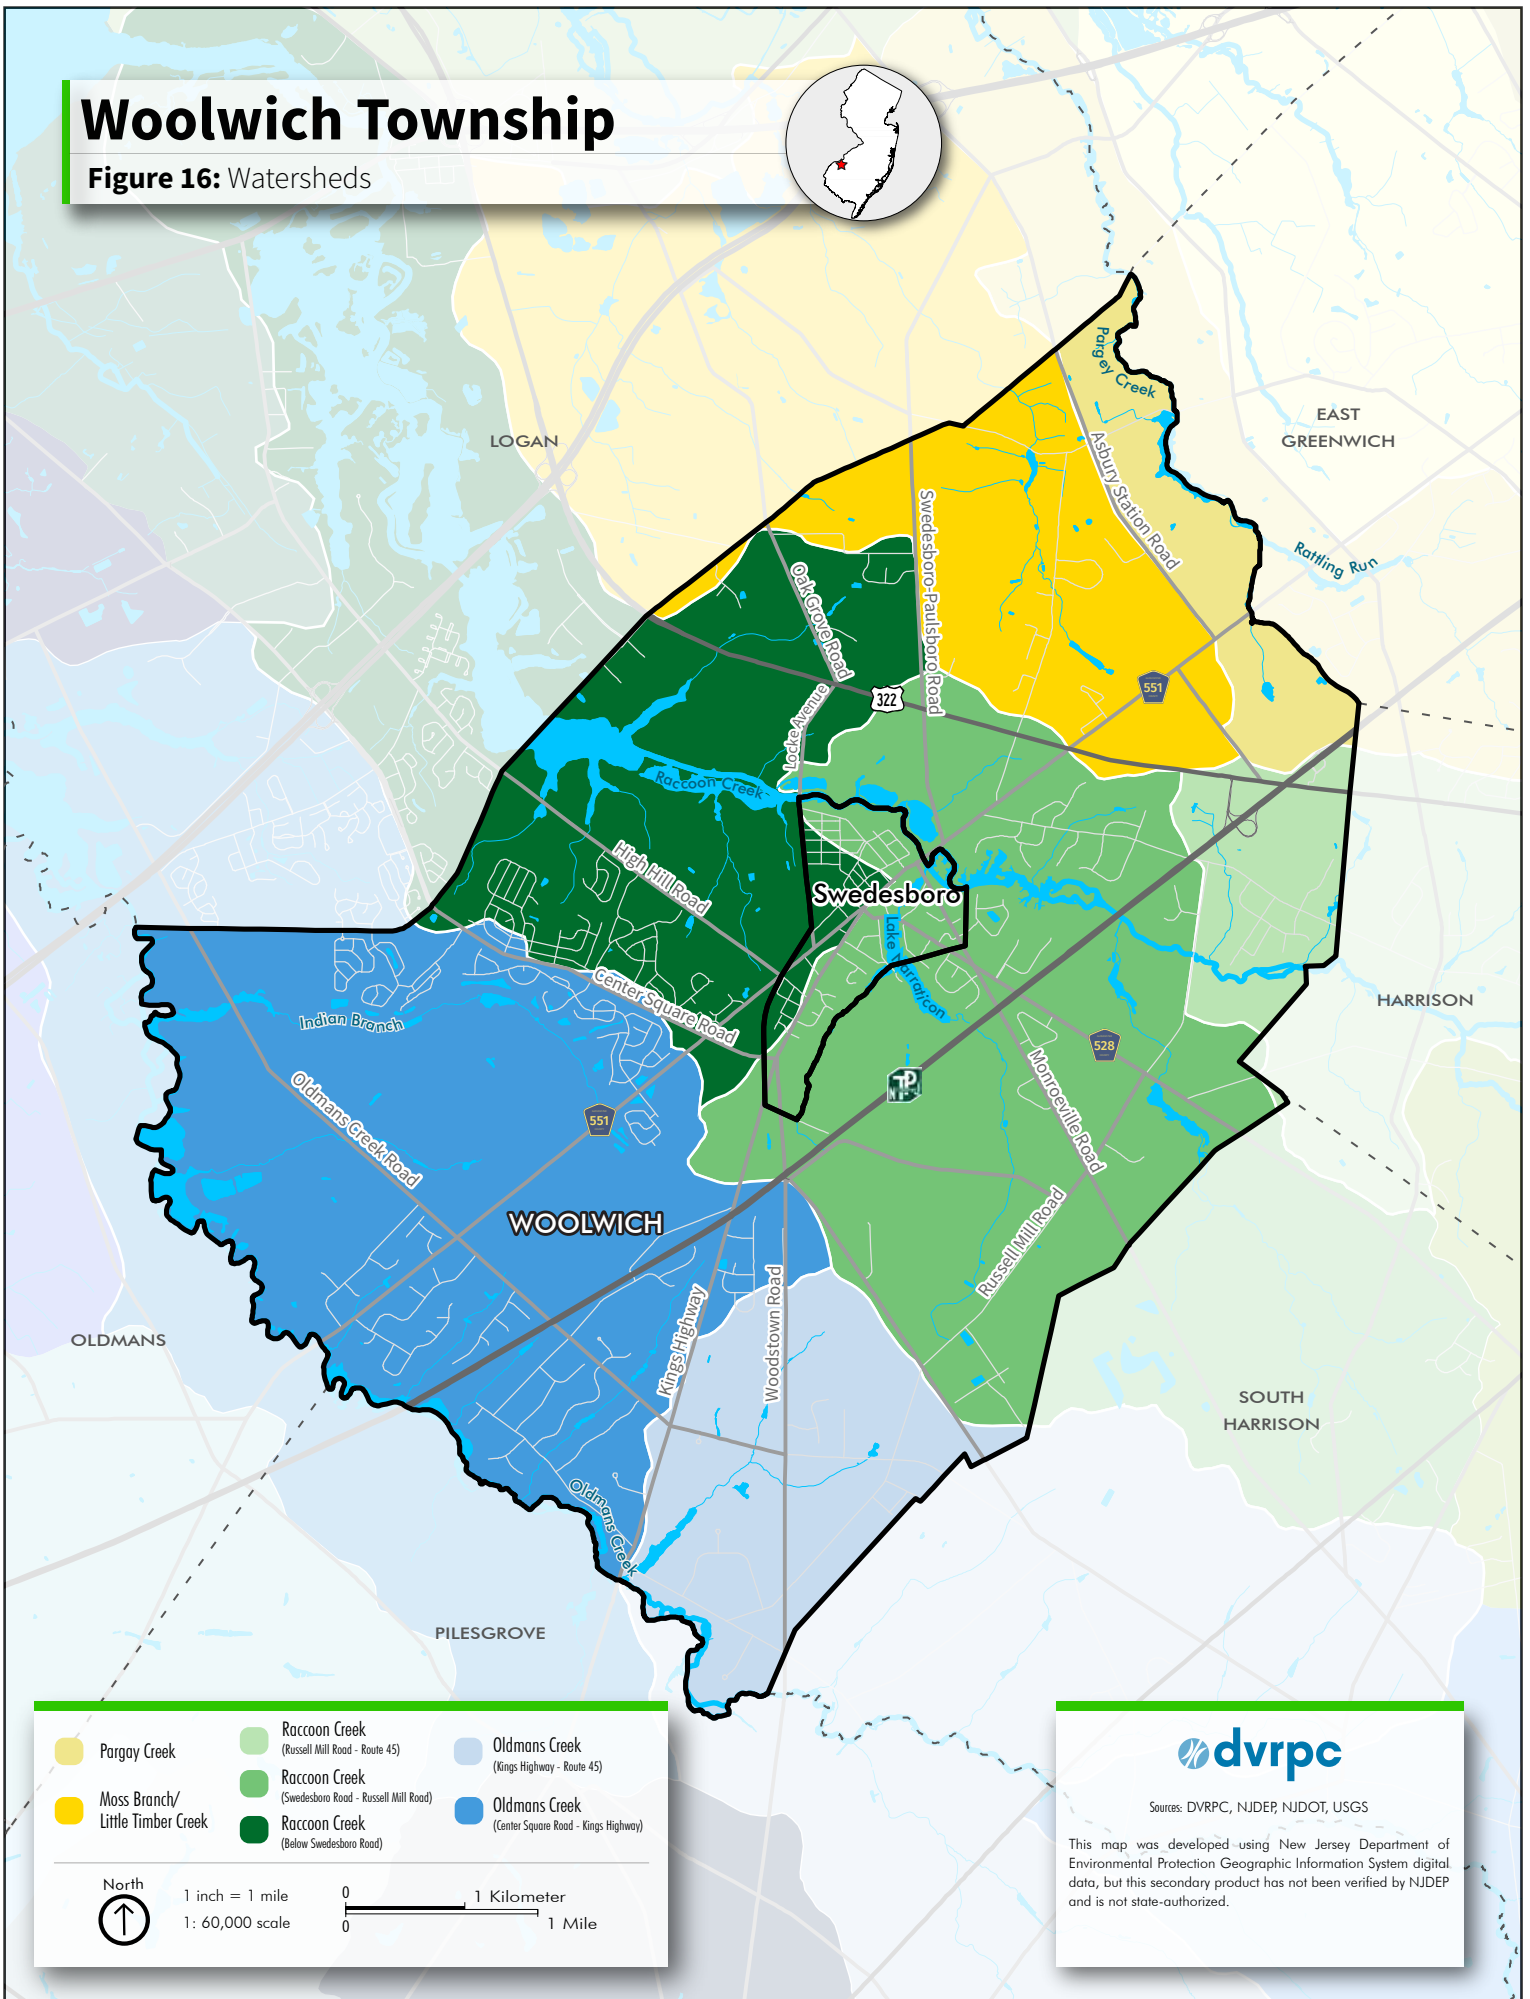 Woolwich Township
Figure 16: Watersheds
LOGAN
EAST
GREENWICH
Pargey Creek
Asbury Station Road
Rattling Run
Swedesboro-Paulsboro Road
Oak Grove Road
551
322
Locke Avenue
Raccoon Creek
High Hill Road
Swedesboro
Lake Narraticon
Center Square Road
HARRISON
Indian Branch
528
TP
N J
Monroeville Road
Oldmans Creek Road
551
WOOLWICH
Russell Mill Road
Kings Highway
Woodstown Road
OLDMANS
SOUTH
HARRISON
Oldmans Creek
PILESGROVE
Pargay Creek
Moss Branch/
Little Timber Creek
Raccoon Creek
(Russell Mill Road - Route 45)
Raccoon Creek
(Swedesboro Road - Russell Mill Road)
Raccoon Creek
(Below Swedesboro Road)
Oldmans Creek
(Kings Highway - Route 45)
Oldmans Creek
(Center Square Road - Kings Highway)
North
1 inch = 1 mile
1: 60,000 scale
0
1 Kilometer
0
1 Mile
dvrpc
Sources: DVRPC, NJDEP, NJDOT, USGS
This map was developed using New Jersey Department of
Environmental Protection Geographic Information System digital
data, but this secondary product has not been verified by NJDEP
and is not state-authorized.